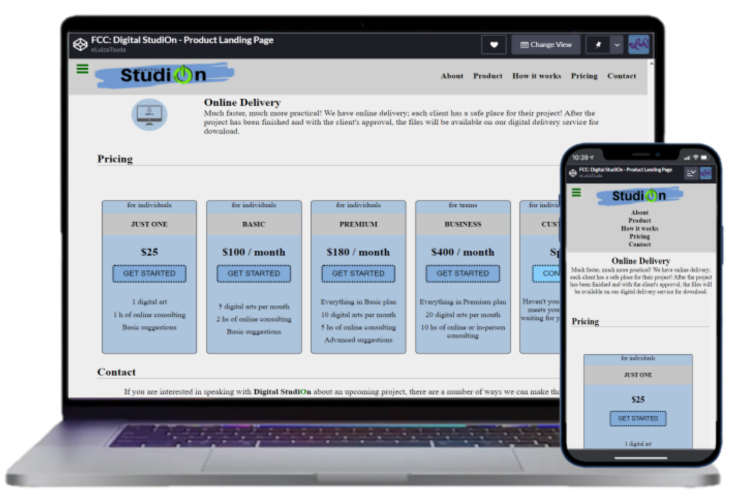 FCC: Digital StudiOn - Product Landing Page
eLuizaTsuda
Change View
StudiOn
About Product How it works Pricing Contact
Online Delivery
Much faster, much more practical! We have online delivery; each client has a safe place for their project! After the
project has been finished and with the client's approval, the files will be available on our digital delivery service for
download.
Pricing
for individuals
JUST ONE
$25
GET STARTED
1 digital art
1 h of online consulting
Basic suggestions
for individuals
BASIC
$100 / month
GET STARTED
5 digital arts per month
2 hs of online consulting
Basic suggestions
for individuals
PREMIUM
$180 / month
GET STARTED
Everything in Basic plan
10 digital arts per month
5 hs of online consulting
Advanced suggestions
for teams
BUSINESS
$400 / month
GET STARTED
Everything in Premium plan
20 digital arts per month
10 hs of online or in-person
consulting
for individ
CUS
Sp
CON
Haven't you
meets your
waiting for y
Contact
If you are interested in speaking with Digital StudiOn about an upcoming project, there are a number of ways we can make tha
10:39
FCC: Digital StudiOn - Product Landing Page
eLuizaTsuda
StudiOn
About
Product
How it works
Pricing
Contact
Online Delivery
Much faster, much more practical! We have online delivery;
each client has a safe place for their project! After the project
has been finished and with the client's approval, the files will
be available on our digital delivery service for download.
Pricing
for individuals
JUST ONE
$25
GET STARTED
1 digital art